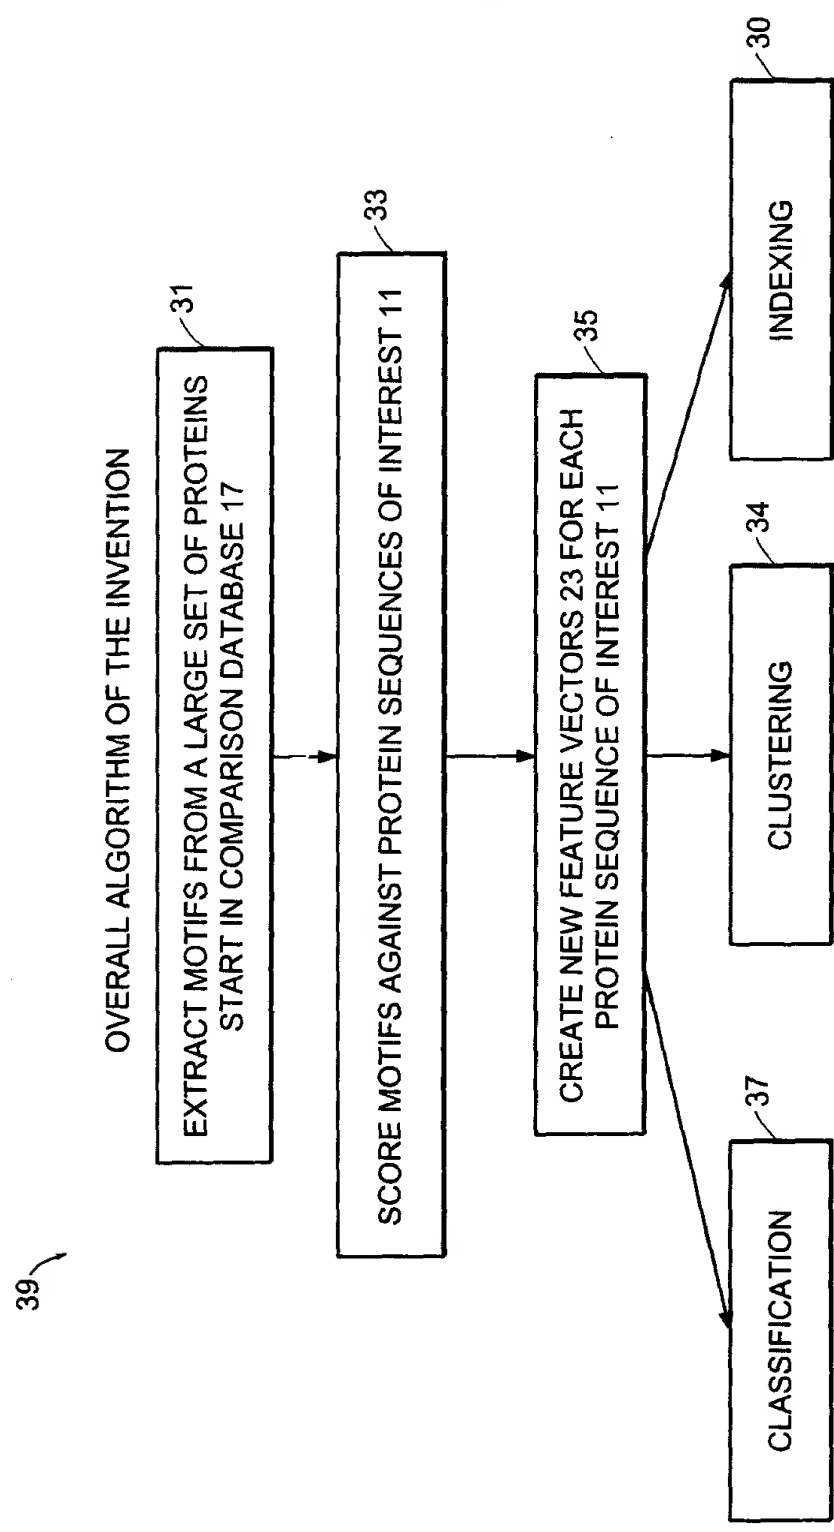 OVERALL ALGORITHM OF THE INVENTION
39
31
EXTRACT MOTIFS FROM A LARGE SET OF PROTEINS
START IN COMPARISON DATABASE 17
33
SCORE MOTIFS AGAINST PROTEIN SEQUENCES OF INTEREST 11
35
CREATE NEW FEATURE VECTORS 23 FOR EACH
PROTEIN SEQUENCE OF INTEREST 11
37
CLASSIFICATION
34
CLUSTERING
30
INDEXING